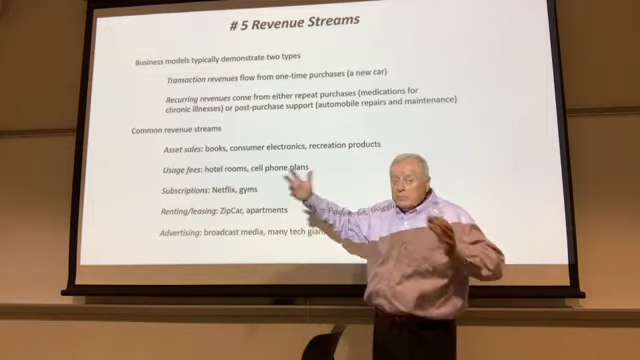 # 5 Revenue Streams
Business models typically demonstrate two types
Transaction revenues flow from one-time purchases (a new car)
Recurring revenues come from either repeat purchases (medications for
chronic illnesses) or post-purchase support (automobile repairs and maintenance)
Common revenue streams
Asset sales: books, consumer electronics, recreation products
Usage fees: hotel rooms, cell phone plans
Subscriptions: Netflix, gyms
Renting/leasing: ZipCar, apartments
Advertising: broadcast media, many tech